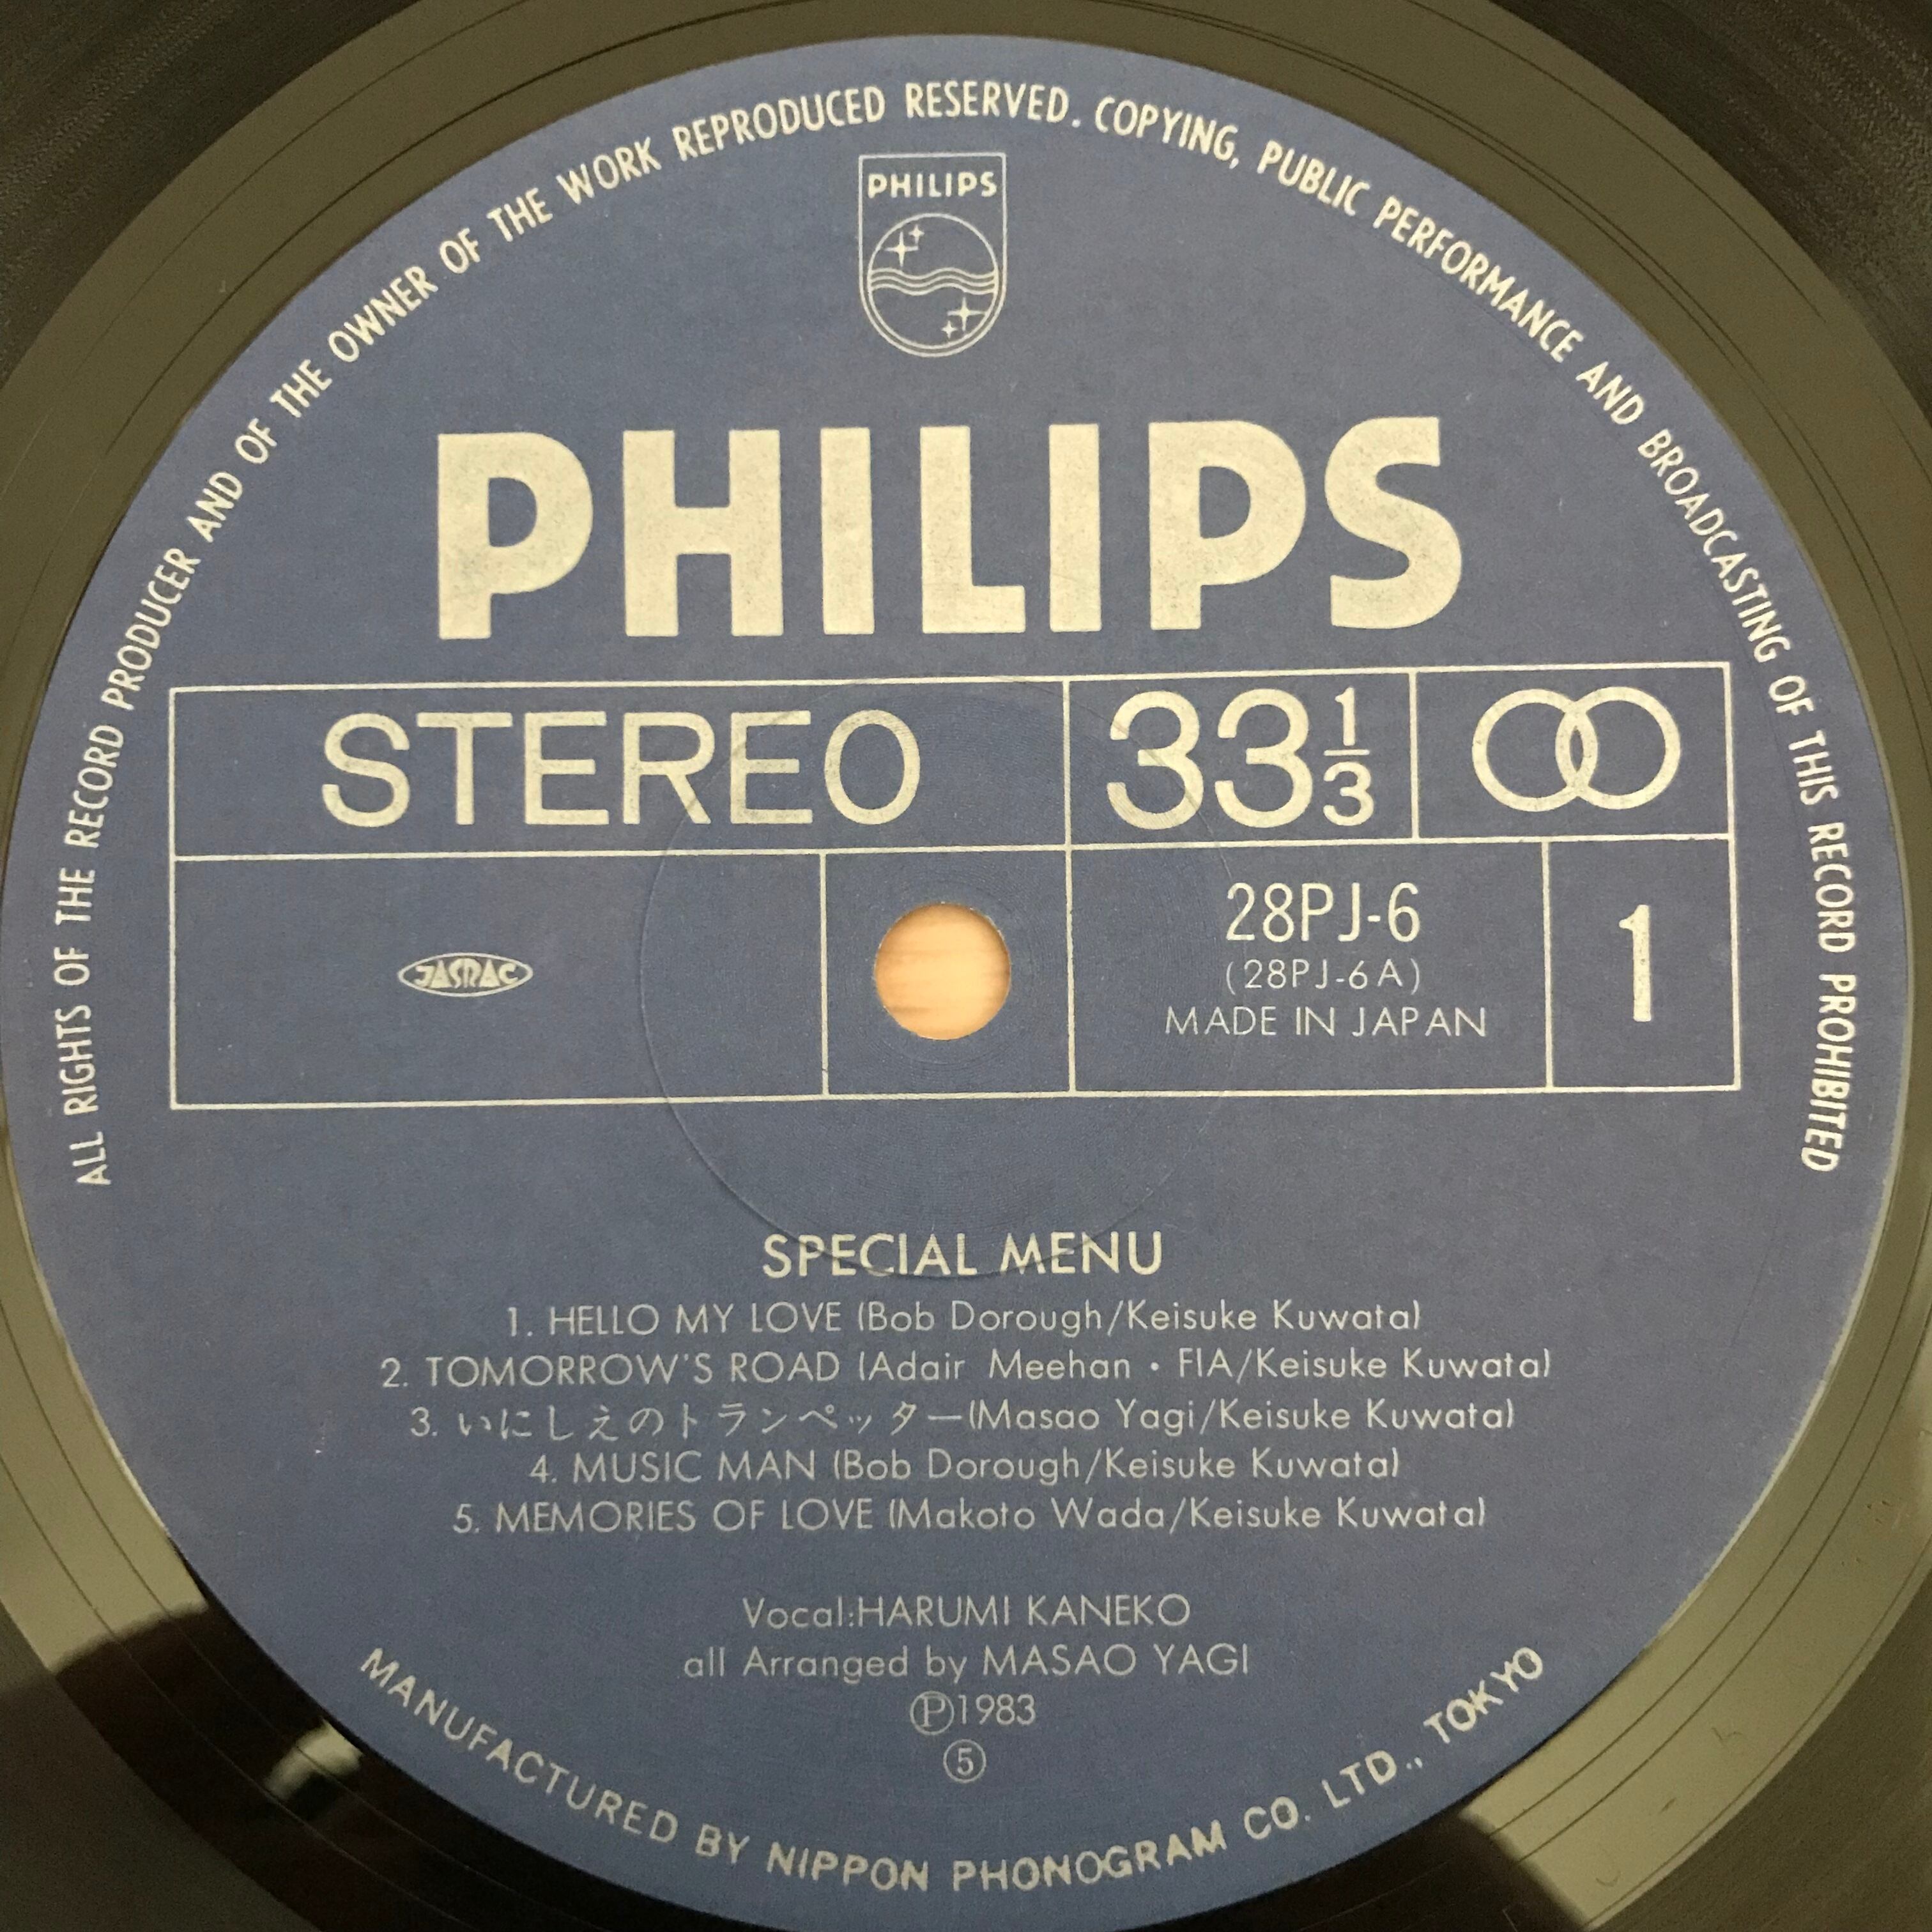 ALL RIGHTS OF THE RECORD PRODUCER AND OF THE OWNER OF THE WORK REPRODUCED RESERVED. COPYING, PUBLIC PERFORMANCE AND BROADCASTING OF THIS RECORD PROHIBITED
PHILIPS
PHILIPS
STEREO 33 1/3
JASRAC
28PJ-6
(28PJ-6A)
MADE IN JAPAN
1
SPECIAL MENU
1. HELLO MY LOVE (Bob Dorough/Keisuke Kuwata)
2. TOMORROW'S ROAD (Adair Meehan・FIA/Keisuke Kuwata)
3. いにしえのトランペッター(Masao Yagi/Keisuke Kuwata)
4. MUSIC MAN (Bob Dorough/Keisuke Kuwata)
5. MEMORIES OF LOVE (Makoto Wada/Keisuke Kuwata)
Vocal:HARUMI KANEKO
all Arranged by MASAO YAGI
Ⓟ1983
⑤
MANUFACTURED BY NIPPON PHONOGRAM CO. LTD., TOKYO